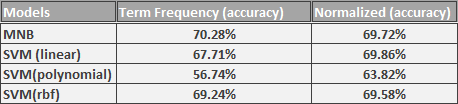 Models Term Frequency (accuracy) Normalized (accuracy)
MNB 70.28% 69.72%
SVM (linear) 67.71% 69.86%
SVM(polynomial) 56.74% 63.82%
SVM(rbf) 69.24% 69.58%